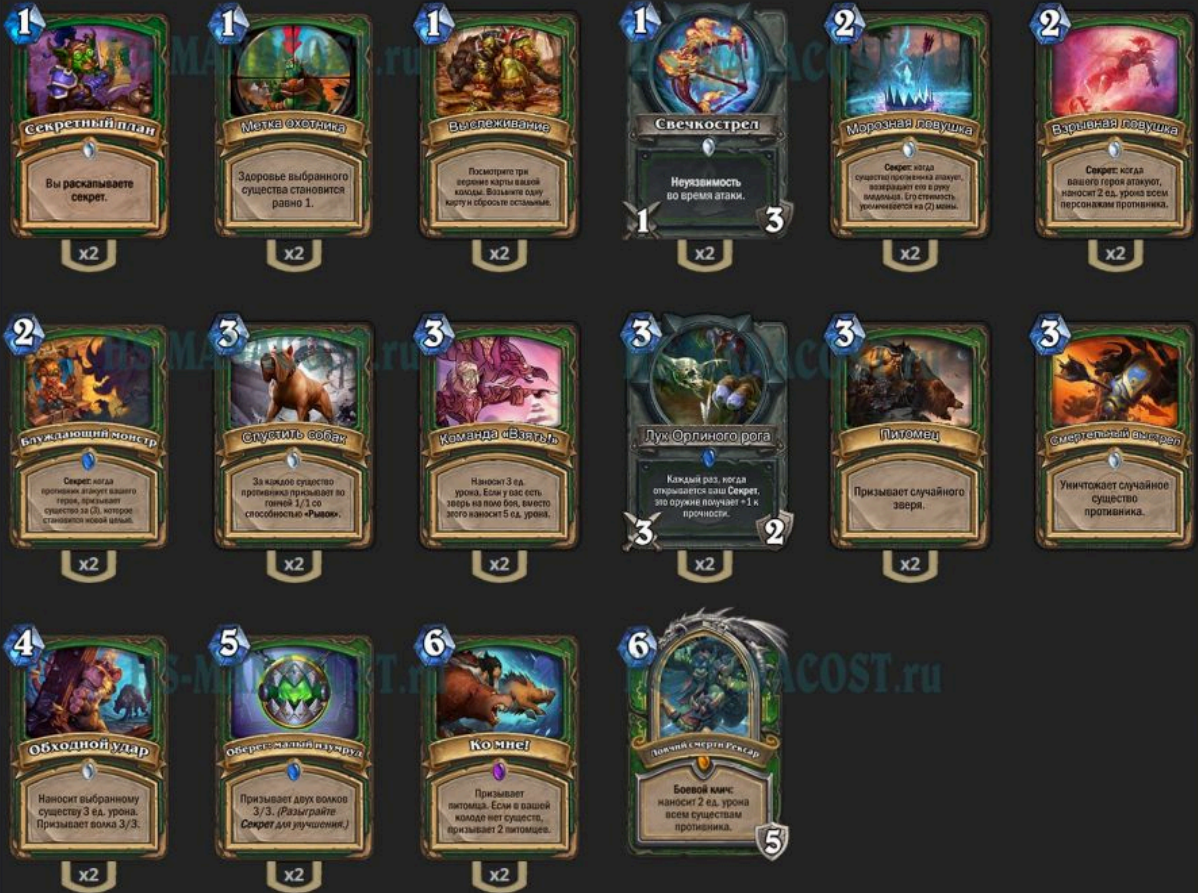 1
Секретный план
Вы раскапываете
секрет.
x2
1
Метка охотника
Здоровье выбранного
существа становится
равно 1.
x2
1
Выслеживание
Посмотрите три
верхние карты вашей
колоды. Возьмите одну
карту и сбросьте остальные.
x2
1
Свечкострел
Неуязвимость
во время атаки.
1
3
x2
2
Морозная ловушка
Секрет: когда
существо противника атакует,
возвращает его в руку
владельца. Его стоимость
увеличивается на (2) маны.
x2
2
Взрывная ловушка
Секрет: когда
вашего героя атакуют,
наносит 2 ед. урона всем
персонажам противника.
x2
2
Блуждающий монстр
Секрет: когда
противник атакует вашего
героя, призывает
существо за (3), которое
становится новой целью.
x2
3
Спустить собак
За каждое существо
противника призывает по
гончей 1/1 со
способностью «Рывок».
x2
3
Команда «Взять!»
Наносит 3 ед.
урона. Если у вас есть
зверь на поле боя, вместо
этого наносит 5 ед. урона.
x2
3
Лук Орлиного рога
Каждый раз, когда
открывается ваш Секрет,
это оружие получает +1 к
прочности.
3
2
x2
3
Питомец
Призывает случайного
зверя.
x2
3
Смертельный выстрел
Уничтожает случайное
существо
противника.
4
Обходной удар
Наносит выбранному
существу 3 ед. урона.
Призывает волка 3/3.
x2
5
Оберег: малый изумруд
Призывает двух волков
3/3. (Разыграйте
Секрет для улучшения.)
x2
6
Ко мне!
Призывает
питомца. Если в вашей
колоде нет существ,
призывает 2 питомцев.
x2
6
Ловчий смерти Рексар
Боевой клич:
наносит 2 ед. урона
всем существам
противника.
5
HS-MANACOST.ru